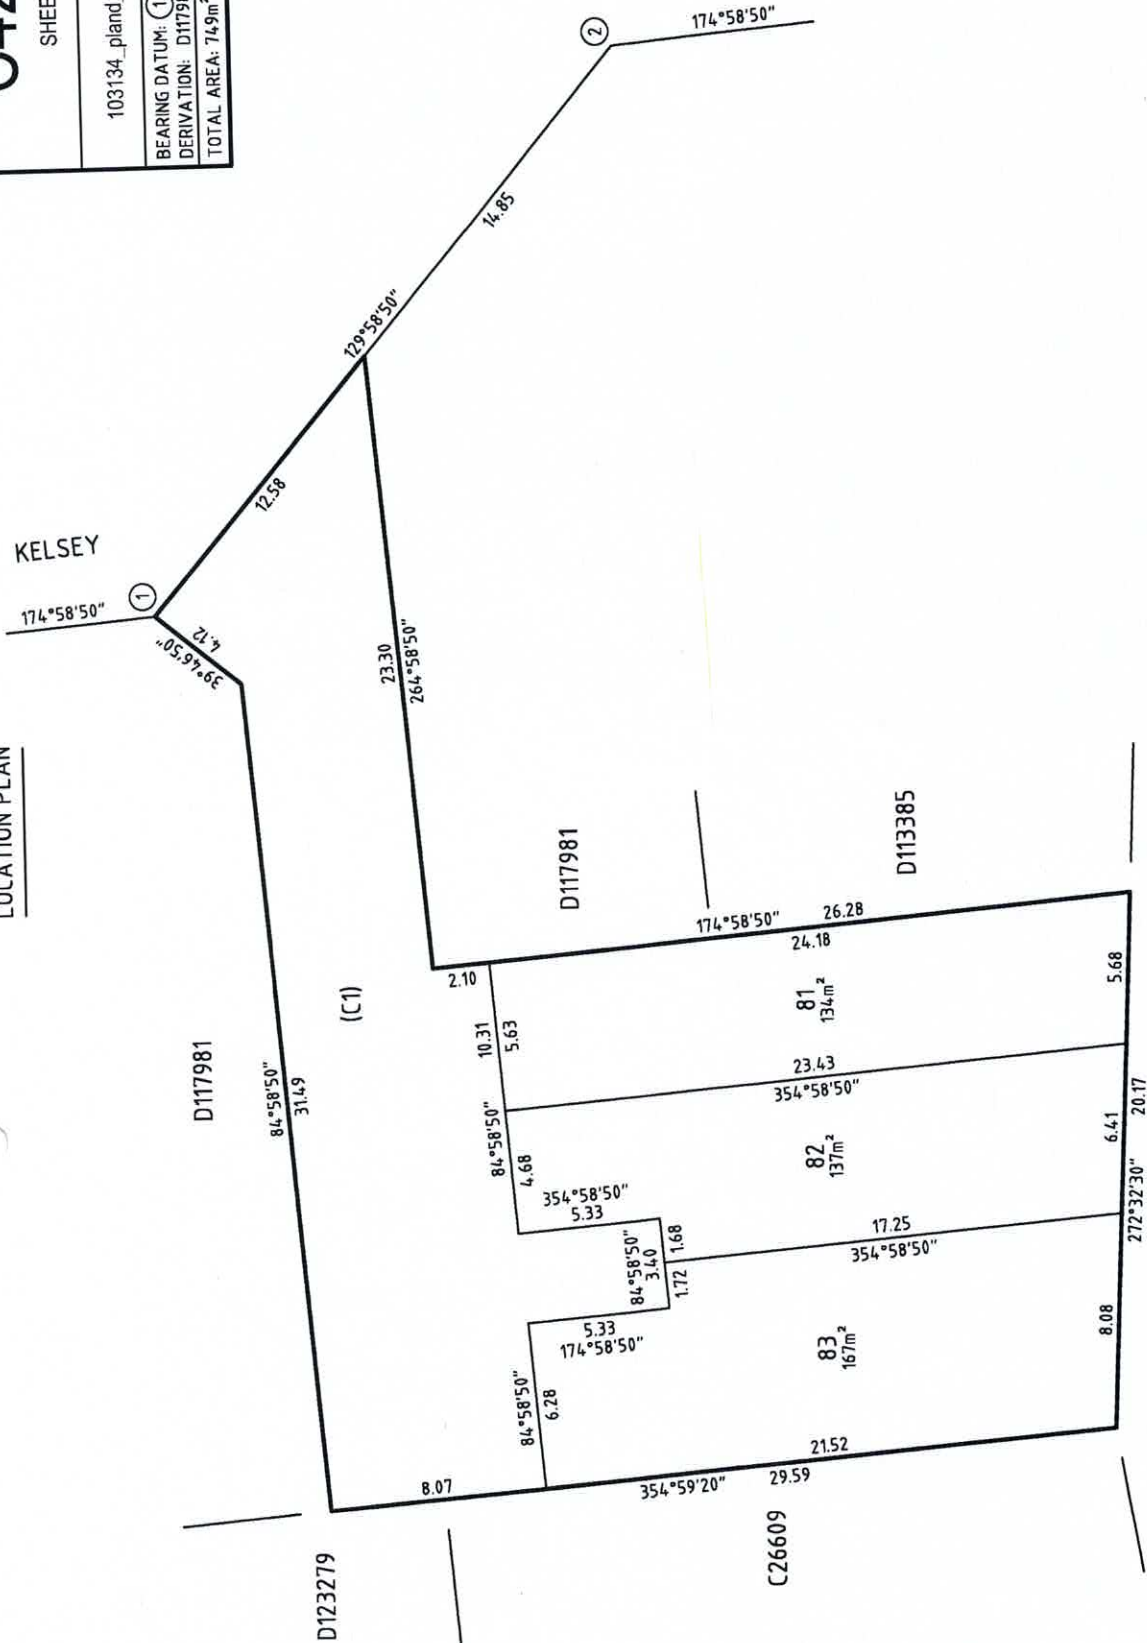 SHEE
103134_pland_
BEARING DATUM: ①
DERIVATION: D11798
TOTAL AREA: 749m²
LOCATION PLAN
KELSEY
174°58'50"
①
39°46'50"
4.12
12.58
129°58'50"
14.85
②
174°58'50"
D117981
84°58'50"
31.49
(C1)
23.30
264°58'50"
D117981
D113385
2.10
174°58'50"
26.28
24.18
10.31
5.63
84°58'50"
4.68
81
134m²
5.68
23.43
354°58'50"
354°58'50"
5.33
84°58'50"
3.40
1.68
1.72
82
137m²
6.41
20.17
272°32'30"
17.25
354°58'50"
5.33
174°58'50"
84°58'50"
6.28
83
167m²
8.08
8.07
21.52
354°59'20"
29.59
D123279
C26609